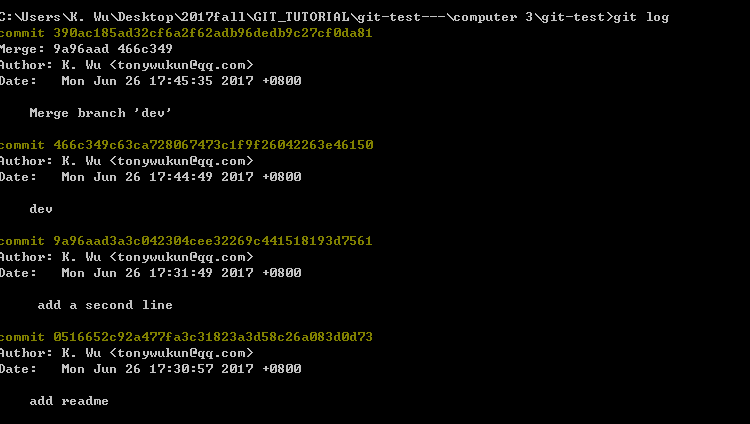 C:\Users\K. Wu\Desktop\2017fall\GIT_TUTORIAL\git-test---\computer 3\git-test>git log
commit 390ac185ad32cf6a2f62adb96dedb9c27cf0da81
Merge: 9a96aad 466c349
Author: K. Wu <tonywukun@qq.com>
Date:   Mon Jun 26 17:45:35 2017 +0800
    Merge branch 'dev'
commit 466c349c63ca728067473c1f9f26042263e46150
Author: K. Wu <tonywukun@qq.com>
Date:   Mon Jun 26 17:44:49 2017 +0800
    dev
commit 9a96aad3a3c042304cee32269c441518193d7561
Author: K. Wu <tonywukun@qq.com>
Date:   Mon Jun 26 17:31:49 2017 +0800
     add a second line
commit 0516652c92a477fa3c31823a3d58c26a083d0d73
Author: K. Wu <tonywukun@qq.com>
Date:   Mon Jun 26 17:30:57 2017 +0800
    add readme